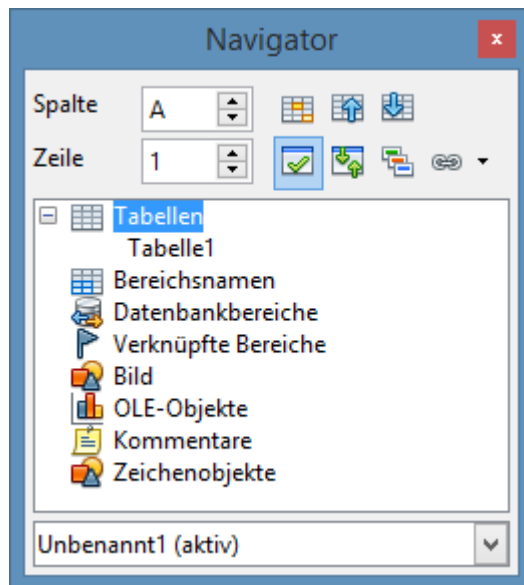 Navigator
Spalte A
Zeile 1
Tabellen
Tabelle1
Bereichsnamen
Datenbankbereiche
Verknüpfte Bereiche
Bild
OLE-Objekte
Kommentare
Zeichenobjekte
Unbenannt1 (aktiv)